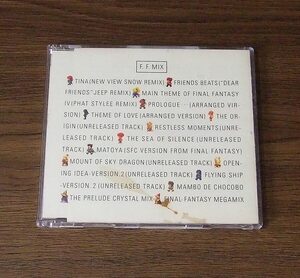 F.F.MIX
TINA(NEW VIEW SNOW REMIX) FRIENDS BEATS("DEAR
FRIENDS"JEEP REMIX) MAIN THEME OF FINAL FANTASY
IV(PHAT STYLEE REMIX) PROLOGUE···(ARRANGED VER-
SION) THEME OF LOVE(ARRANGED VERSION) THE OR-
IGIN(UNRELEASED TRACK) RESTLESS MOMENTS(UNRE-
LEASED TRACK) THE SEA OF SILENCE(UNRELEASED
TRACK) MATOYA(SFC VERSION FROM FINAL FANTASY)
MOUNT OF SKY DRAGON(UNRELEASED TRACK) OPEN-
ING IDEA-VERSION.2(UNRELEASED TRACK) FLYING SHIP
-VERSION.2(UNRELEASED TRACK) MAMBO DE CHOCOBO
THE PRELUDE CRYSTAL MIX FINAL FANTASY MEGAMIX